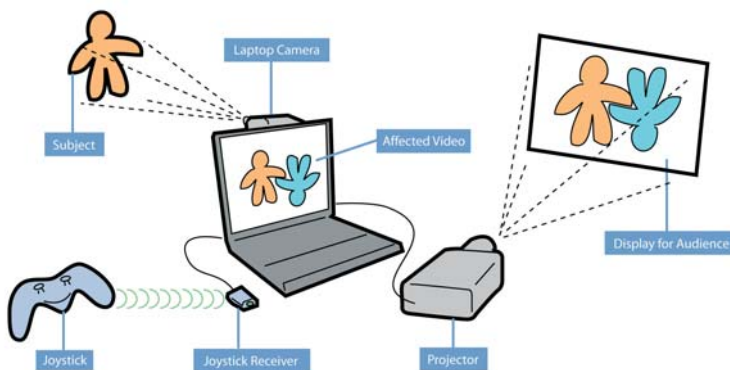 Laptop Camera
Subject
Affected Video
Display for Audience
Joystick
Joystick Receiver
Projector